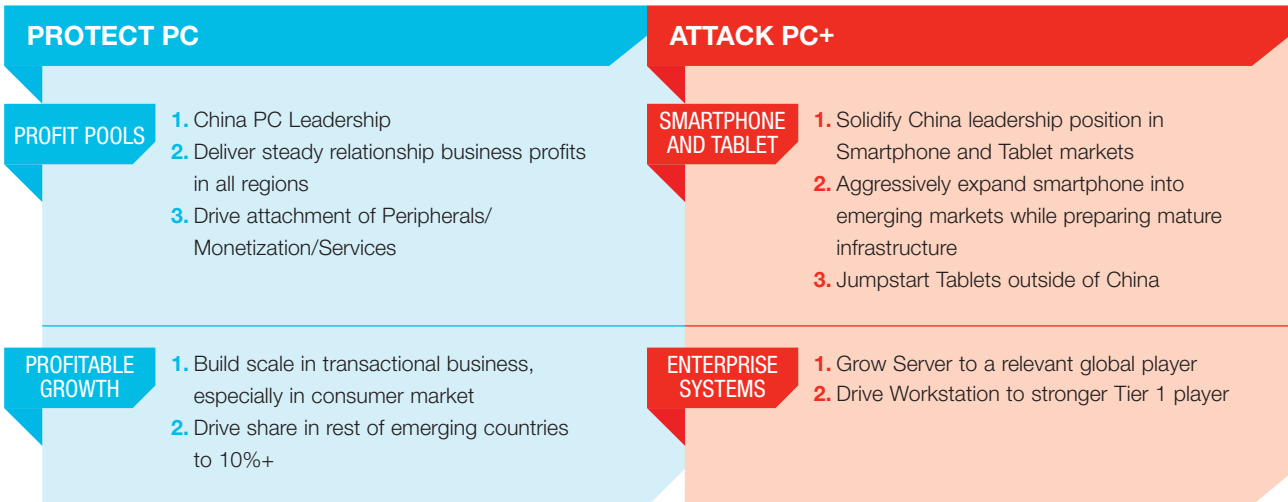 PROTECT PC
PROFIT POOLS
1. China PC Leadership
2. Deliver steady relationship business profits
in all regions
3. Drive attachment of Peripherals/
Monetization/Services
PROFITABLE
GROWTH
1. Build scale in transactional business,
especially in consumer market
2. Drive share in rest of emerging countries
to 10%+
ATTACK PC+
SMARTPHONE
AND TABLET
1. Solidify China leadership position in
Smartphone and Tablet markets
2. Aggressively expand smartphone into
emerging markets while preparing mature
infrastructure
3. Jumpstart Tablets outside of China
ENTERPRISE
SYSTEMS
1. Grow Server to a relevant global player
2. Drive Workstation to stronger Tier 1 player